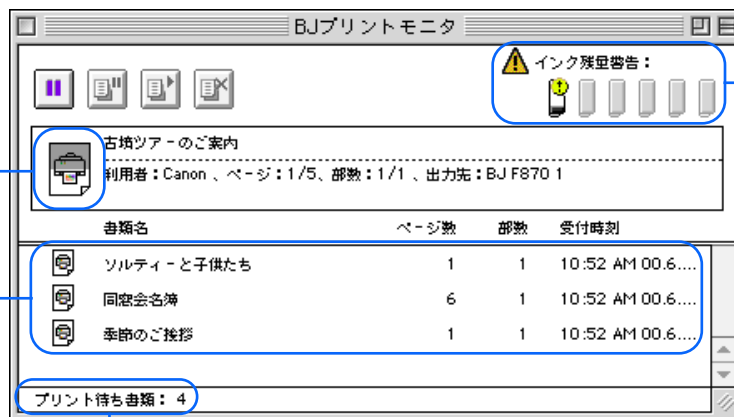 BJプリントモニタ
インク残量警告：
古墳ツアーのご案内
利用者：Canon 、ページ：1/5、部数：1/1 、出力先：BJ F870 1
書類名 ページ数 部数 受付時刻
ソルティーと子供たち 1 1 10:52 AM 00.6....
同窓会名簿 6 1 10:52 AM 00.6....
季節のご挨拶 1 1 10:52 AM 00.6....
プリント待ち書類： 4